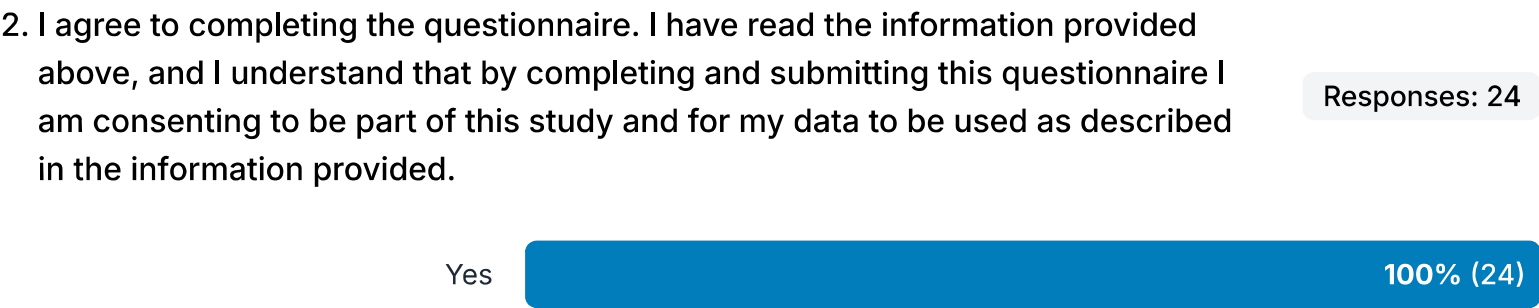 2. I agree to completing the questionnaire. I have read the information provided
above, and I understand that by completing and submitting this questionnaire I
am consenting to be part of this study and for my data to be used as described
in the information provided.
Responses: 24
Yes
100% (24)